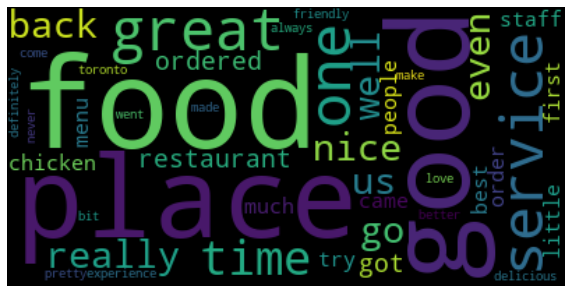 back
great
ordered
one
well
friendly
always
staff
come
toronto
food
went
made
menu
definitely
never
people
make
good
even
service
first
chicken
restaurant
nice
place
much
bit
us
came
love
best
order
little
really time
try
go
got
better
pretty
experience
delicious